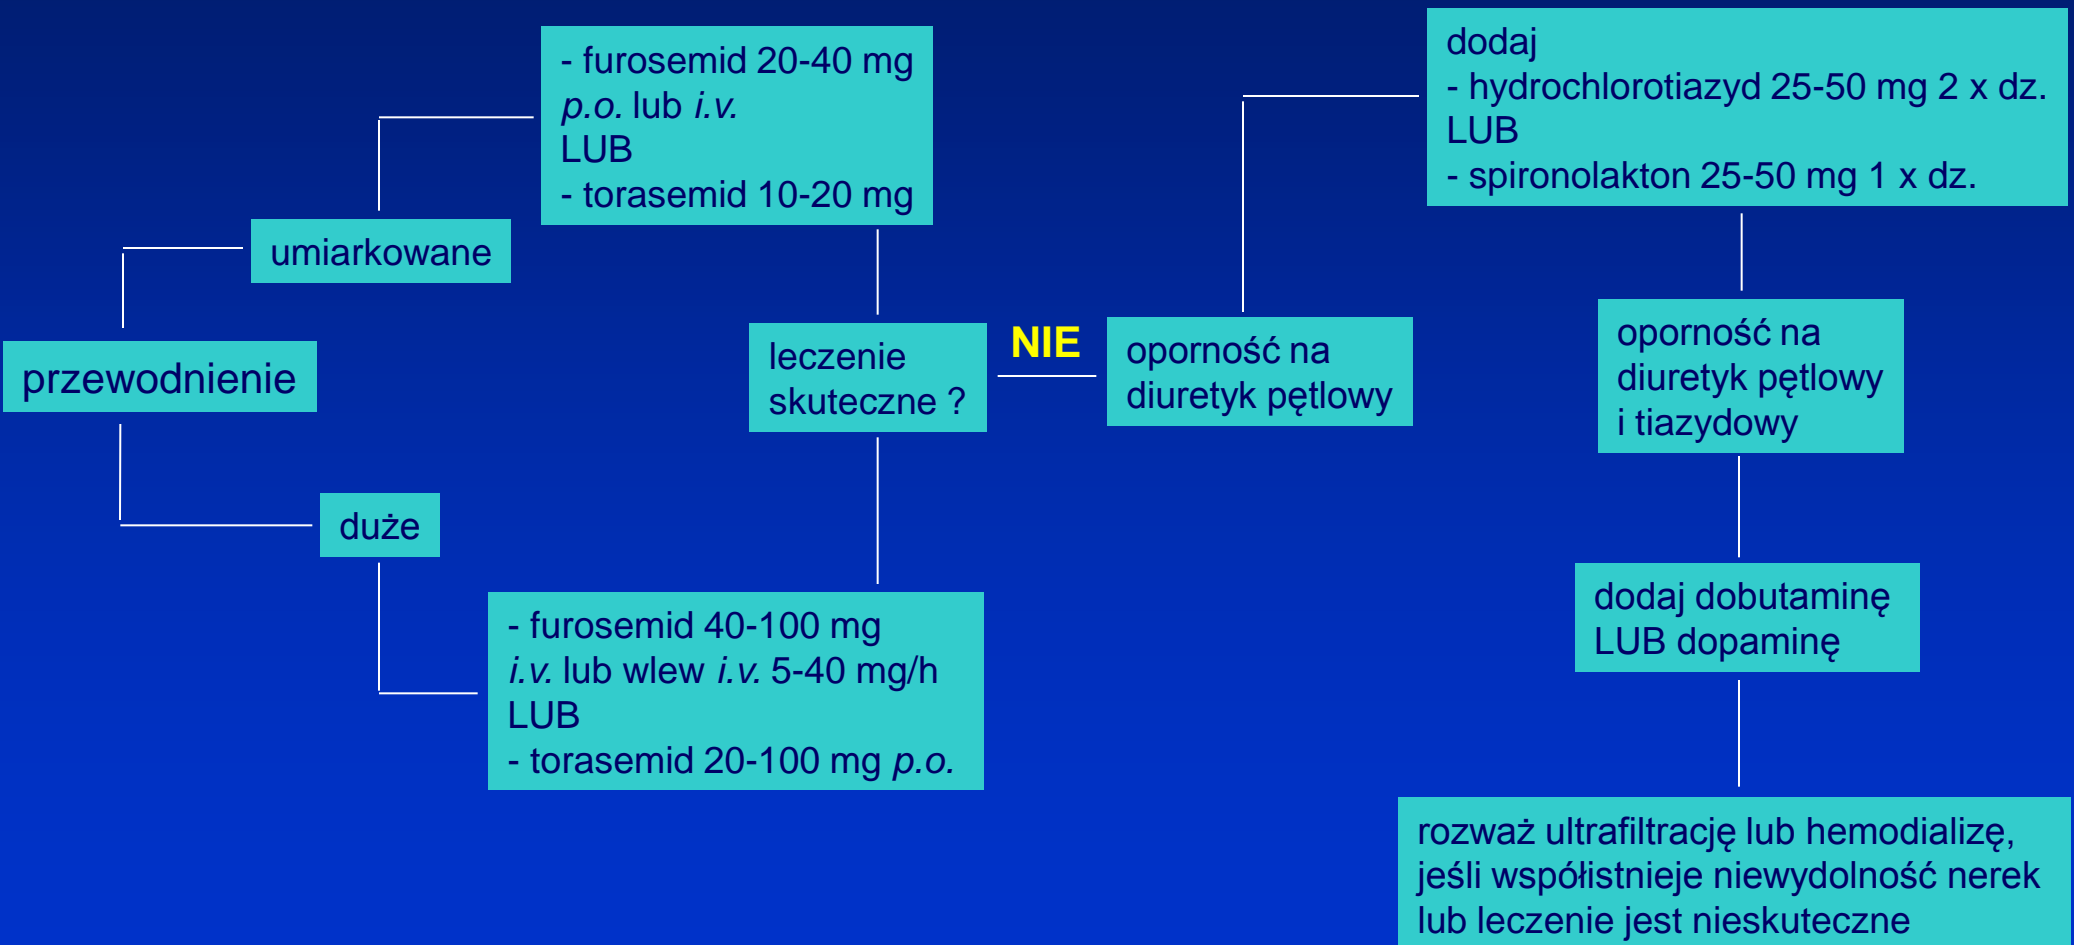 przewodnienie
umiarkowane
- furosemid 20-40 mg
p.o. lub i.v.
LUB
- torasemid 10-20 mg
duże
- furosemid 40-100 mg
i.v. lub wlew i.v. 5-40 mg/h
LUB
- torasemid 20-100 mg p.o.
leczenie
skuteczne ?
NIE
oporność na
diuretyk pętlowy
dodaj
- hydrochlorotiazyd 25-50 mg 2 x dz.
LUB
- spironolakton 25-50 mg 1 x dz.
oporność na
diuretyk pętlowy
i tiazydowy
dodaj dobutaminę
LUB dopaminę
rozważ ultrafiltrację lub hemodializę,
jeśli współistnieje niewydolność nerek
lub leczenie jest nieskuteczne